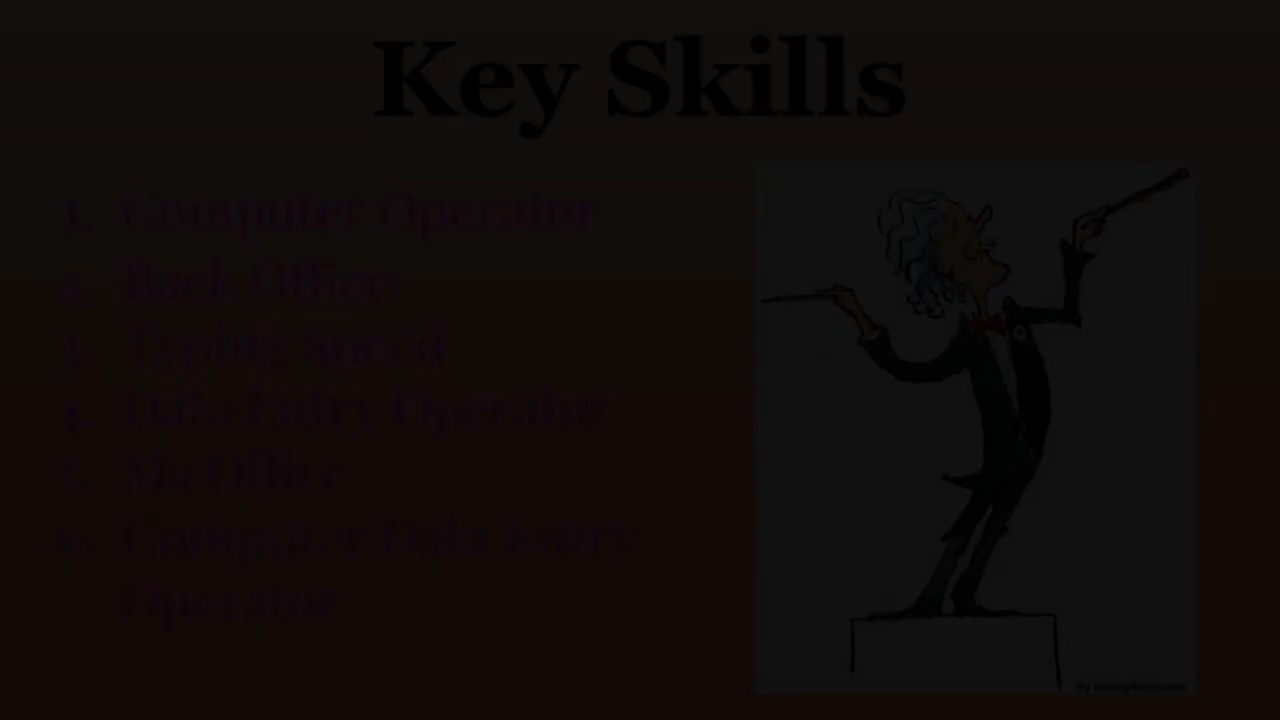 Key Skills
1. Computer Operator
2. Back Office
3. Typing Speed
4. Data Entry Operator
5. Ms Office
6. Computer Data Entry
Operator
By